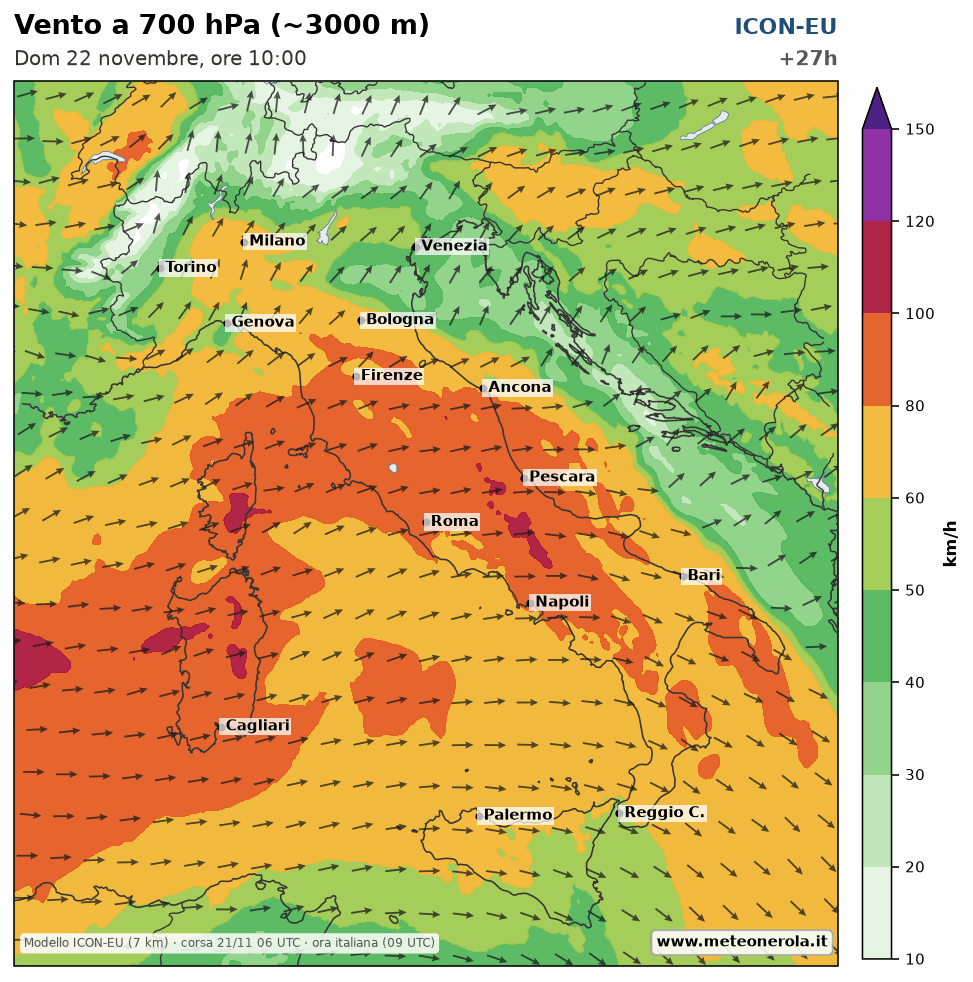 Vento a 700 hPa (~3000 m)
ICON-EU
Dom 22 novembre, ore 10:00
+27h
Milano
Venezia
Torino
Genova
Bologna
Firenze
Ancona
Pescara
Roma
Bari
Napoli
Cagliari
Palermo
Reggio C.
150
120
100
80
60
50
40
30
20
10
km/h
Modello ICON-EU (7 km) · corsa 21/11 06 UTC · ora italiana (09 UTC)
www.meteonerola.it